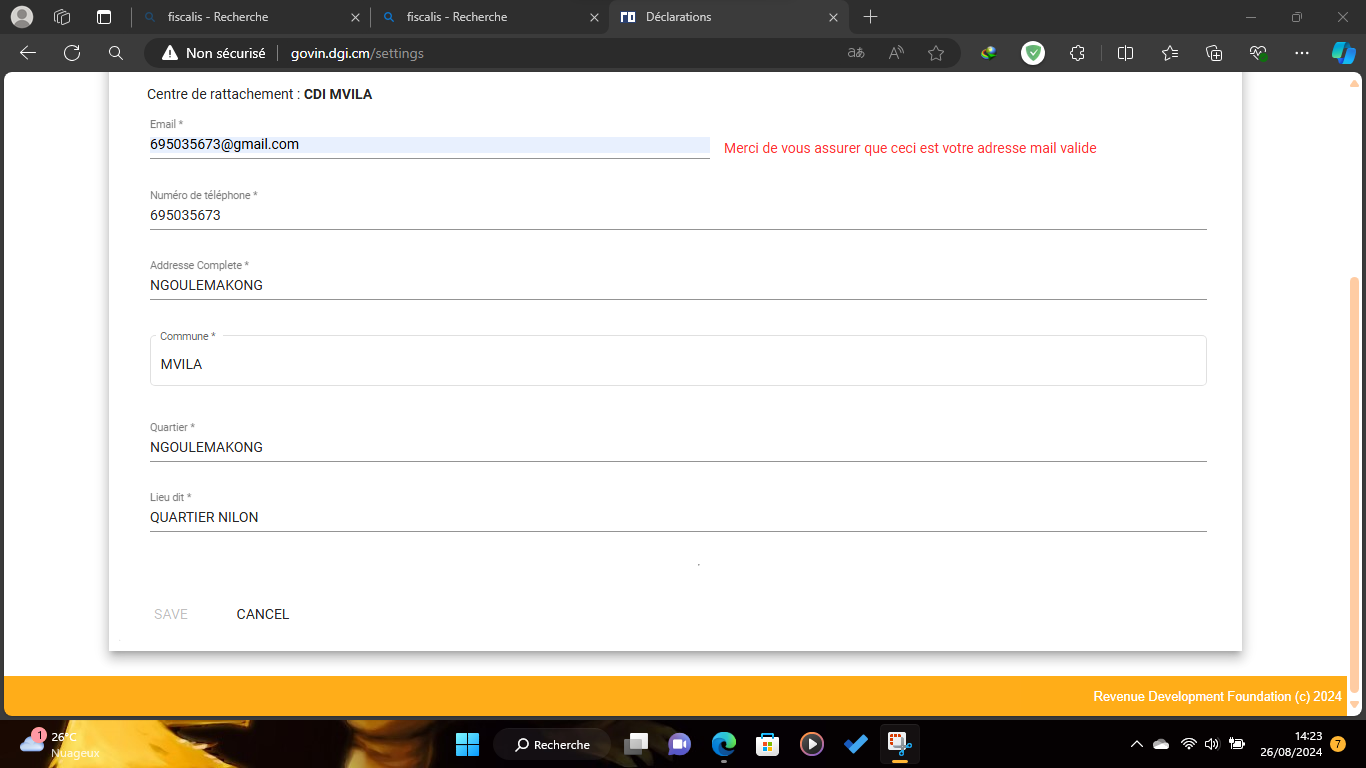 fiscalis - Recherche
fiscalis - Recherche
Déclarations
Non sécurisé
govin.dgi.cm/settings
Centre de rattachement : CDI MVILA
Email *
695035673@gmail.com
Merci de vous assurer que ceci est votre adresse mail valide
Numéro de téléphone *
695035673
Addresse Complete *
NGOULEMAKONG
Commune *
MVILA
Quartier *
NGOULEMAKONG
Lieu dit *
QUARTIER NILON
SAVE
CANCEL
Revenue Development Foundation (c) 2024
1
26°C
Nuageux
Recherche
14:23
26/08/2024
7